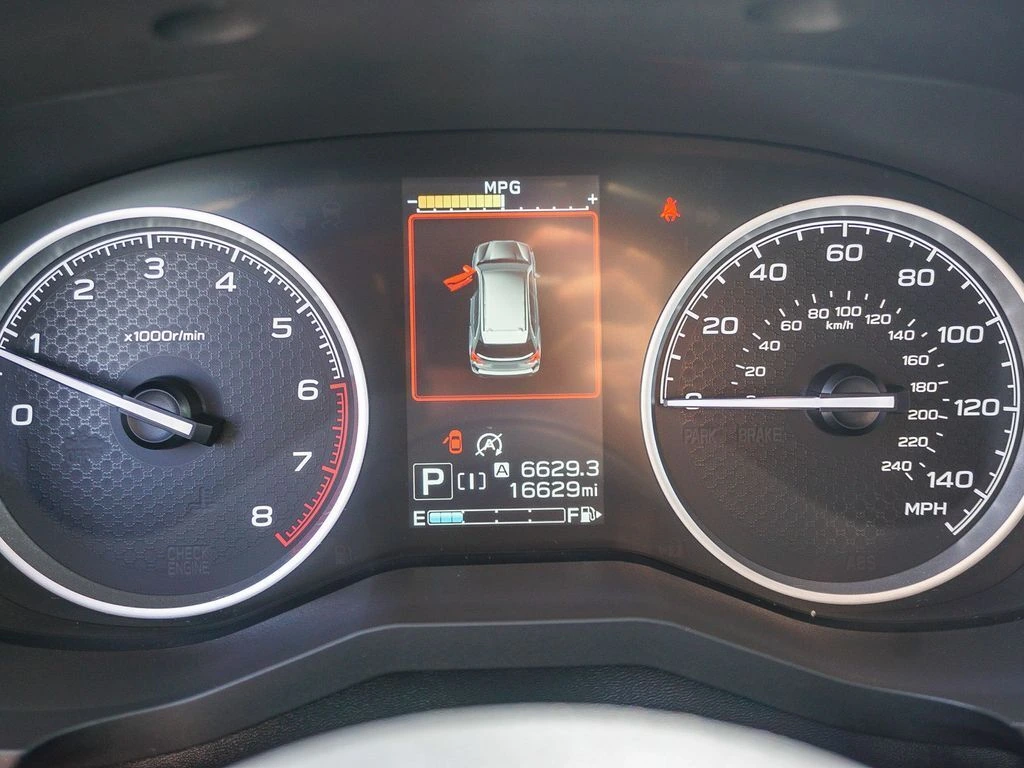 MPG
- +
0 1 2 3 4 5 6 7 8
x1000r/min
CHECK
ENGINE
P [I] A 6629.3
16629mi
E F
0 20 40 60 80 100 120 140
MPH
20 40 60 80 100 120 140 160 180 200 220 240
km/h
PARK BRAKE
ABS